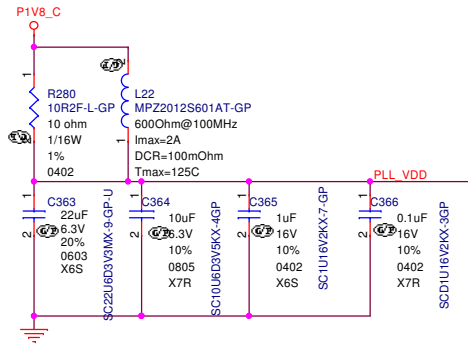 P1V8_C
1
R280
10R2F-L-GP
10 ohm
1/16W
1%
0402
L22
MPZ2012S601AT-GP
600Ohm@100MHz
Imax=2A
DCR=100mOhm
Tmax=125C
PLL_VDD
1
2
C363
22uF
6.3V
20%
0603
X6S
SC22U6D3V3MX-9-GP-U
1
2
C364
10uF
6.3V
10%
0805
X7R
SC10U6D3V5KX-4GP
1
2
C365
1uF
16V
10%
0402
X6S
SC1U16V2KX-7-GP
1
2
C366
0.1uF
16V
10%
0402
X7R
SCD1U16V2KX-3GP